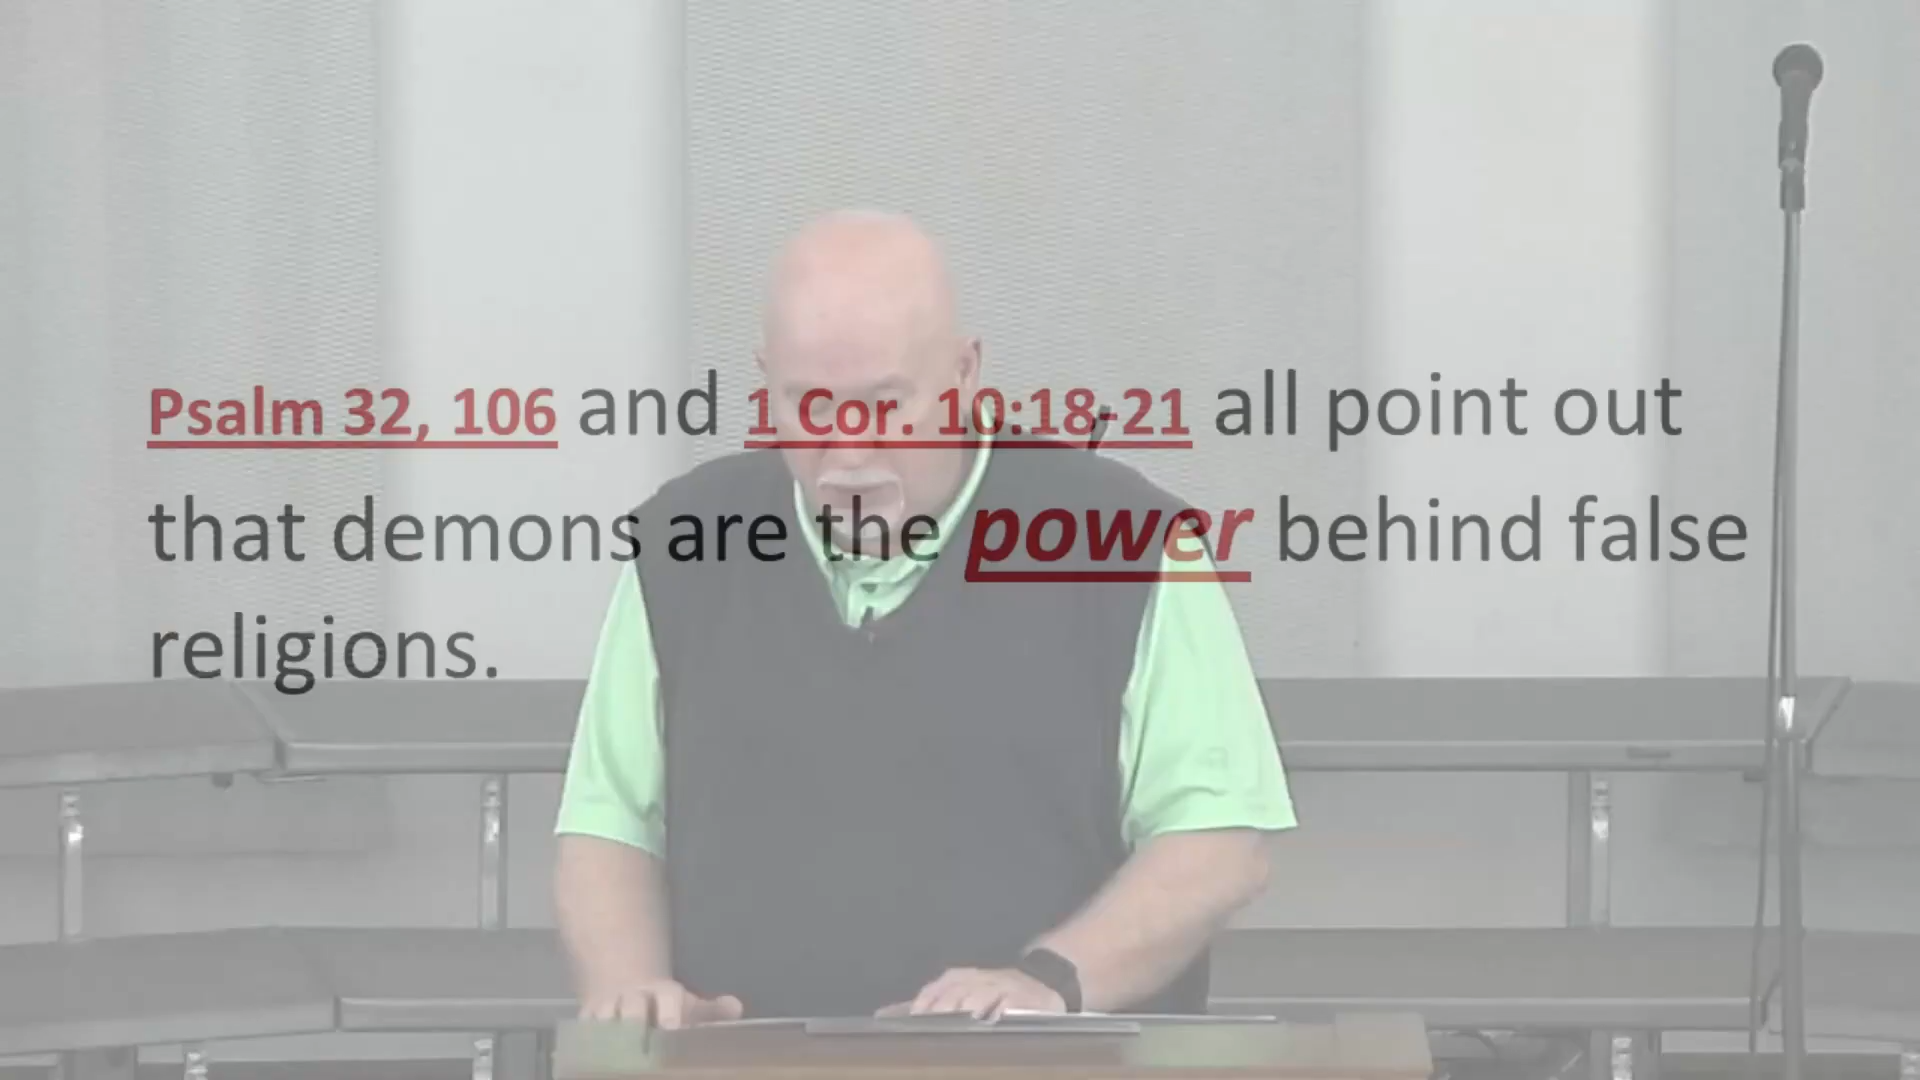 Psalm 32, 106 and 1 Cor. 10:18-21 all point out
that demons are the power behind false
religions.